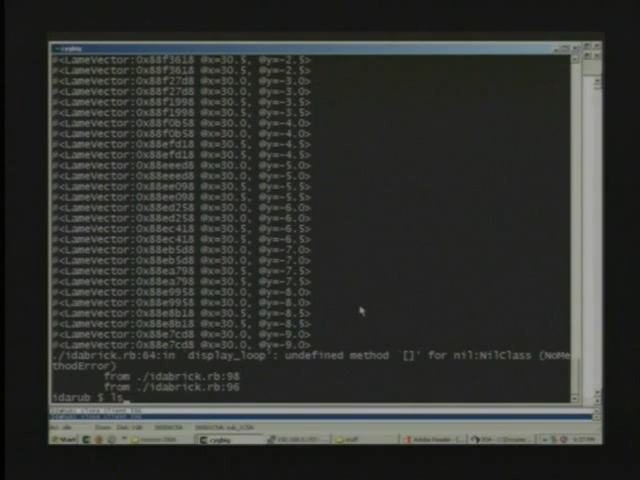 cygbig
#<LameVector:0x88f3618 @x=30.5, @y=-2.5>
#<LameVector:0x88f3618 @x=30.5, @y=-2.5>
#<LameVector:0x88f27d8 @x=30.0, @y=-3.0>
#<LameVector:0x88f27d8 @x=30.0, @y=-3.0>
#<LameVector:0x88f1998 @x=30.5, @y=-3.5>
#<LameVector:0x88f1998 @x=30.5, @y=-3.5>
#<LameVector:0x88f0b58 @x=30.0, @y=-4.0>
#<LameVector:0x88f0b58 @x=30.0, @y=-4.0>
#<LameVector:0x88efd18 @x=30.5, @y=-4.5>
#<LameVector:0x88efd18 @x=30.5, @y=-4.5>
#<LameVector:0x88eeed8 @x=30.0, @y=-5.0>
#<LameVector:0x88eeed8 @x=30.0, @y=-5.0>
#<LameVector:0x88ee098 @x=30.5, @y=-5.5>
#<LameVector:0x88ee098 @x=30.5, @y=-5.5>
#<LameVector:0x88ed258 @x=30.0, @y=-6.0>
#<LameVector:0x88ed258 @x=30.0, @y=-6.0>
#<LameVector:0x88ec418 @x=30.5, @y=-6.5>
#<LameVector:0x88ec418 @x=30.5, @y=-6.5>
#<LameVector:0x88eb5d8 @x=30.0, @y=-7.0>
#<LameVector:0x88eb5d8 @x=30.0, @y=-7.0>
#<LameVector:0x88ea798 @x=30.5, @y=-7.5>
#<LameVector:0x88ea798 @x=30.5, @y=-7.5>
#<LameVector:0x88e9958 @x=30.0, @y=-8.0>
#<LameVector:0x88e9958 @x=30.0, @y=-8.0>
#<LameVector:0x88e8b18 @x=30.5, @y=-8.5>
#<LameVector:0x88e8b18 @x=30.5, @y=-8.5>
#<LameVector:0x88e7cd8 @x=30.0, @y=-9.0>
#<LameVector:0x88e7cd8 @x=30.0, @y=-9.0>
./idabrick.rb:64:in `display_loop': undefined method `[]' for nil:NilClass (NoMe
thodError)
from ./idabrick.rb:98
from ./idabrick.rb:96
idarub $ ls_
Down Disk:
Start cygbig stuff Adobe Reader